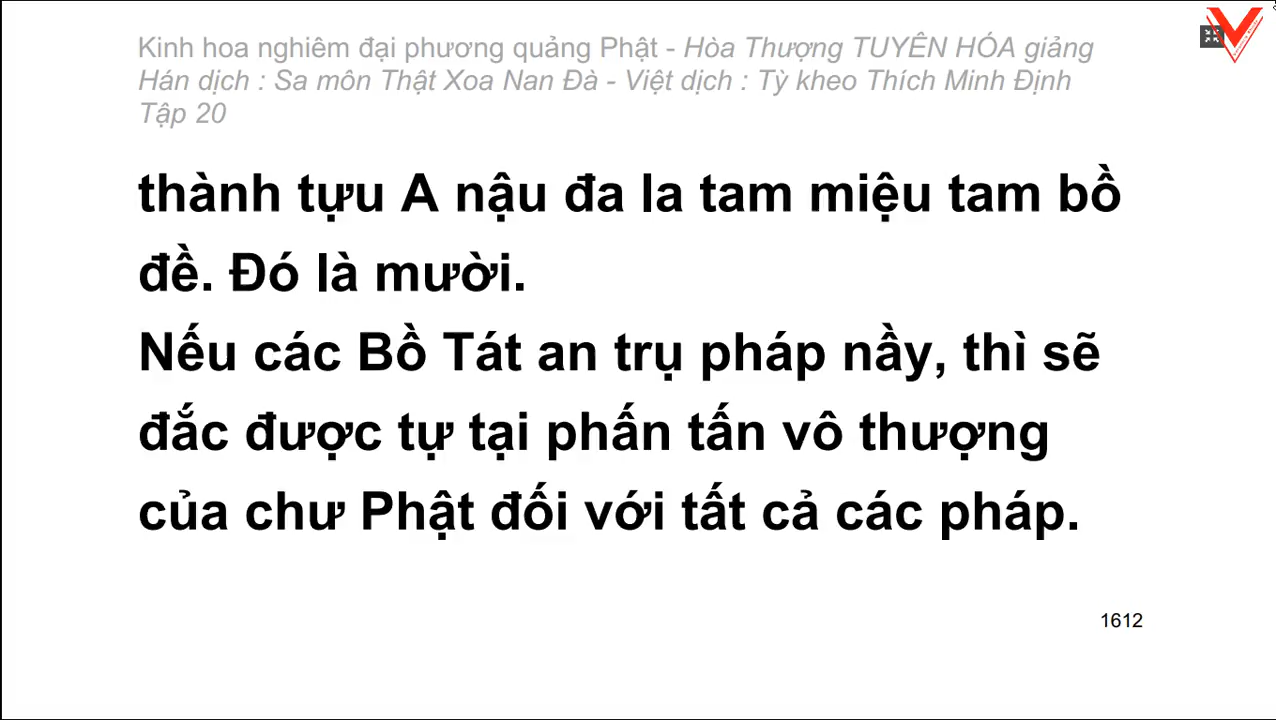 Kinh hoa nghiêm đại phương quảng Phật - Hòa Thượng TUYÊN HÓA giảng
Hán dịch : Sa môn Thật Xoa Nan Đà - Việt dịch : Tỳ kheo Thích Minh Định
Tập 20
thành tựu A nậu đa la tam miệu tam bồ
đề. Đó là mười.
Nếu các Bồ Tát an trụ pháp nầy, thì sẽ
đắc được tự tại phấn tấn vô thượng
của chư Phật đối với tất cả các pháp.
1612